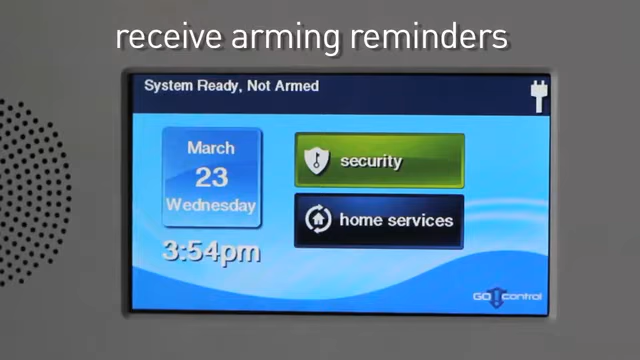 receive arming reminders
System Ready, Not Armed
March
23
Wednesday
3:54pm
security
home services
GO!control